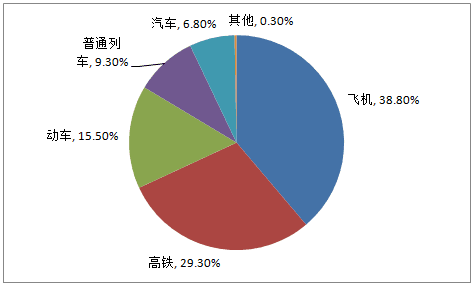 汽车, 6.80%
其他, 0.30%
普通列
车, 9.30%
飞机, 38.80%
动车, 15.50%
高铁, 29.30%